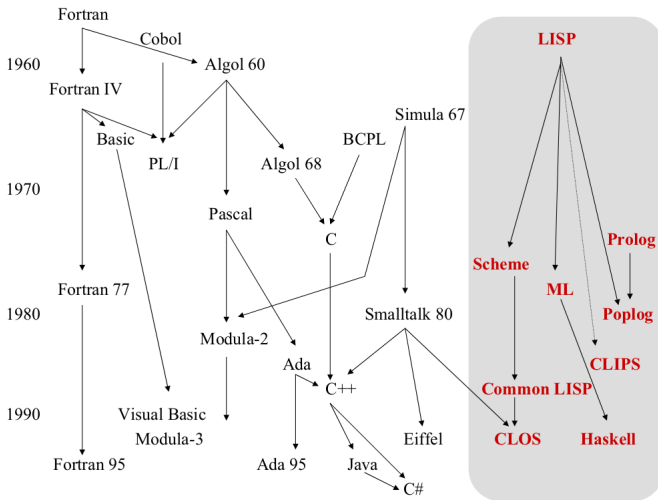 Fortran
Cobol
LISP
1960
Algol 60
Fortran IV
Simula 67
Basic
BCPL
PL/I
Algol 68
1970
Pascal
C
Prolog
Scheme
Fortran 77
ML
1980
Smalltalk 80
Poplog
Modula-2
Ada
CLIPS
C++
Common LISP
1990
Visual Basic
Modula-3
Eiffel
CLOS
Haskell
Fortran 95
Ada 95
Java
C#